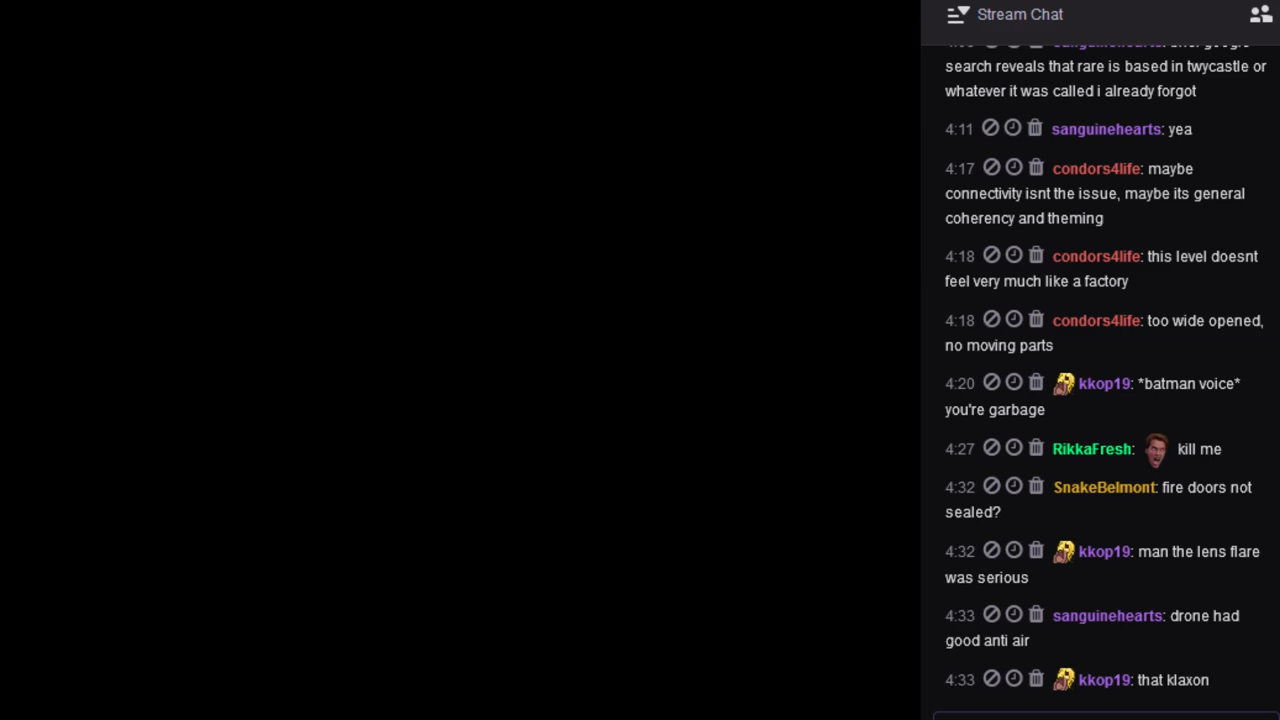 Stream Chat
search reveals that rare is based in twycastle or
whatever it was called i already forgot
4:11 sanguinehearts: yea
4:17 condors4life: maybe
connectivity isnt the issue, maybe its general
coherency and theming
4:18 condors4life: this level doesnt
feel very much like a factory
4:18 condors4life: too wide opened,
no moving parts
4:20 kkop19: *batman voice*
you're garbage
4:27 RikkaFresh: kill me
4:32 SnakeBelmont: fire doors not
sealed?
4:32 kkop19: man the lens flare
was serious
4:33 sanguinehearts: drone had
good anti air
4:33 kkop19: that klaxon